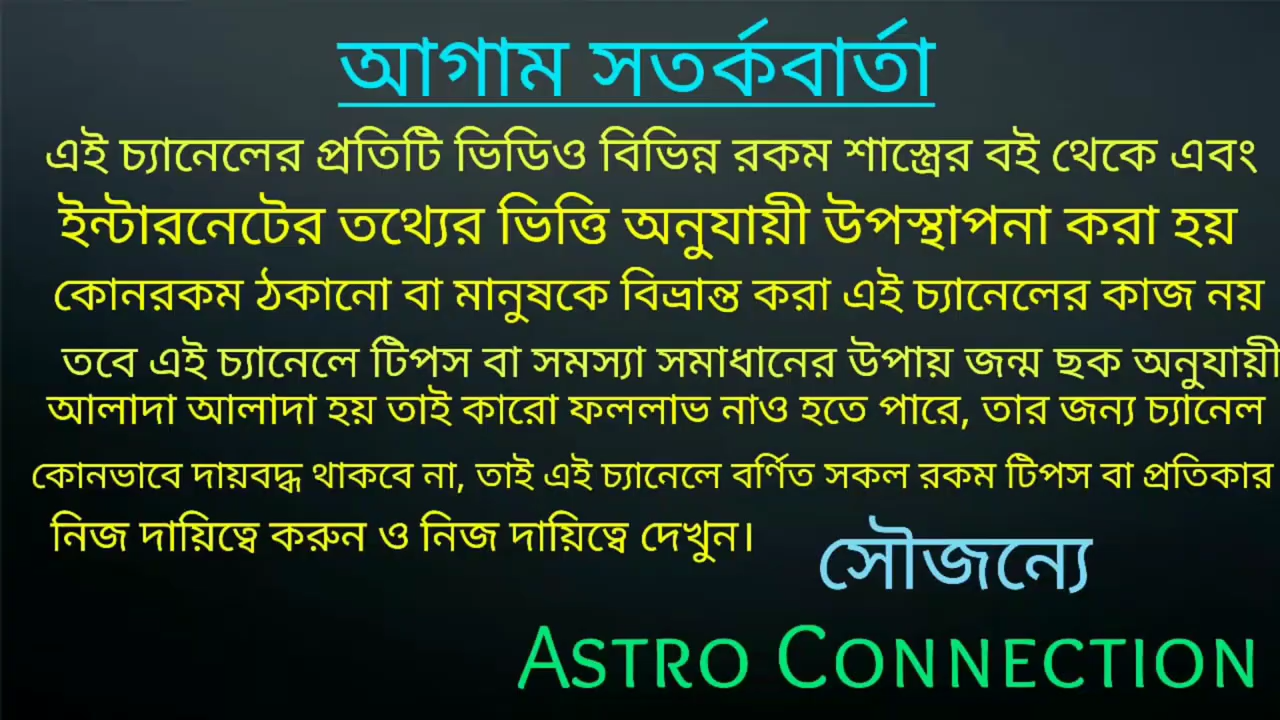 আগাম সতর্কবার্তা
এই চ্যানেলের প্রতিটি ভিডিও বিভিন্ন রকম শাস্ত্রের বই থেকে এবং
ইন্টারনেটের তথ্যের ভিত্তি অনুযায়ী উপস্থাপনা করা হয়
কোনরকম ঠকানো বা মানুষকে বিভ্রান্ত করা এই চ্যানেলের কাজ নয়
তবে এই চ্যানেলে টিপস বা সমস্যা সমাধানের উপায় জন্ম ছক অনুযায়ী
আলাদা আলাদা হয় তাই কারো ফললাভ নাও হতে পারে, তার জন্য চ্যানেল
কোনভাবে দায়বদ্ধ থাকবে না, তাই এই চ্যানেলে বর্ণিত সকল রকম টিপস বা প্রতিকার
নিজ দায়িত্বে করুন ও নিজ দায়িত্বে দেখুন।
সৌজন্যে
ASTRO CONNECTION